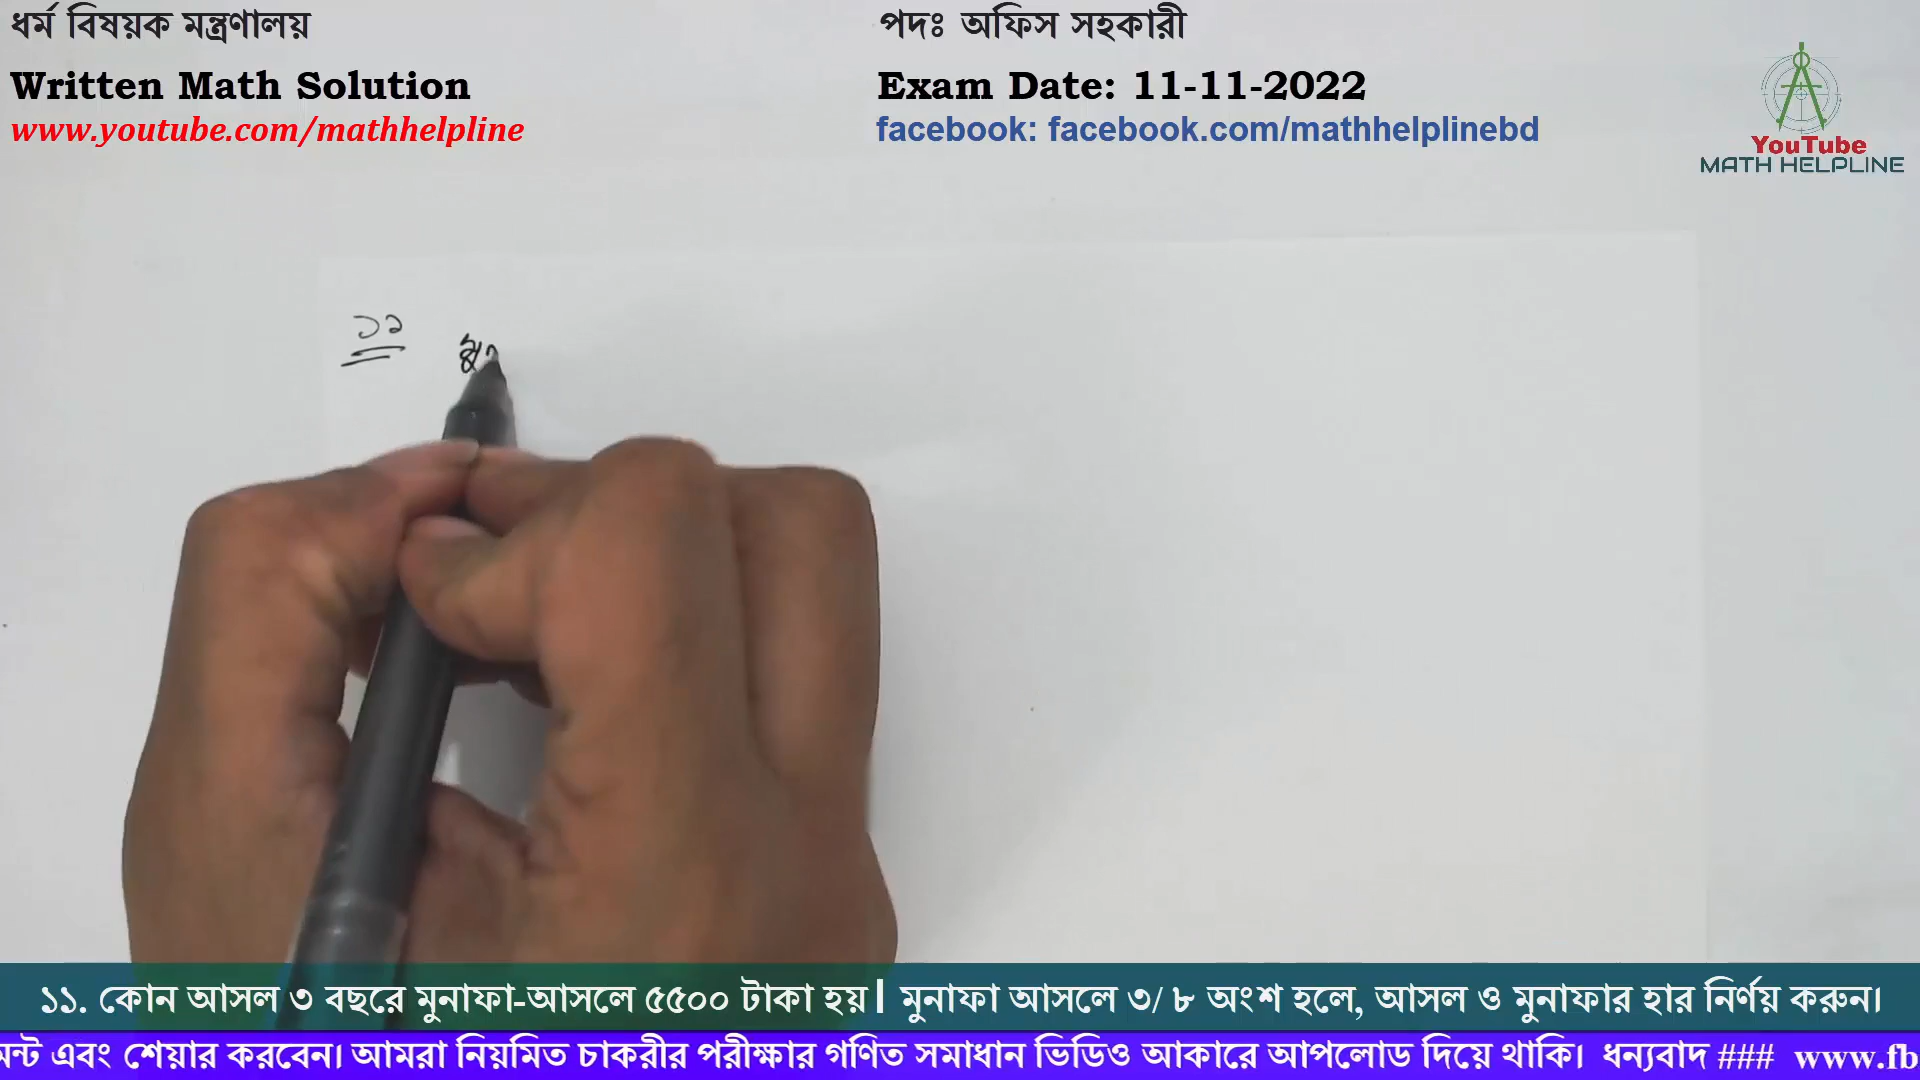 ধর্ম বিষয়ক মন্ত্রণালয়
পদঃ অফিস সহকারী
Written Math Solution
Exam Date: 11-11-2022
www.youtube.com/mathhelpline
facebook: facebook.com/mathhelplinebd
YouTube
MATH HELPLINE
১১
১১. কোন আসল ৩ বছরে মুনাফা-আসলে ৫৫০০ টাকা হয়। মুনাফা আসলে ৩/৮ অংশ হলে, আসল ও মুনাফার হার নির্ণয় করুন।
এবং শেয়ার করবেন। আমরা নিয়মিত চাকরীর পরীক্ষার গণিত সমাধান ভিডিও আকারে আপলোড দিয়ে থাকি। ধন্যবাদ ### www.fb